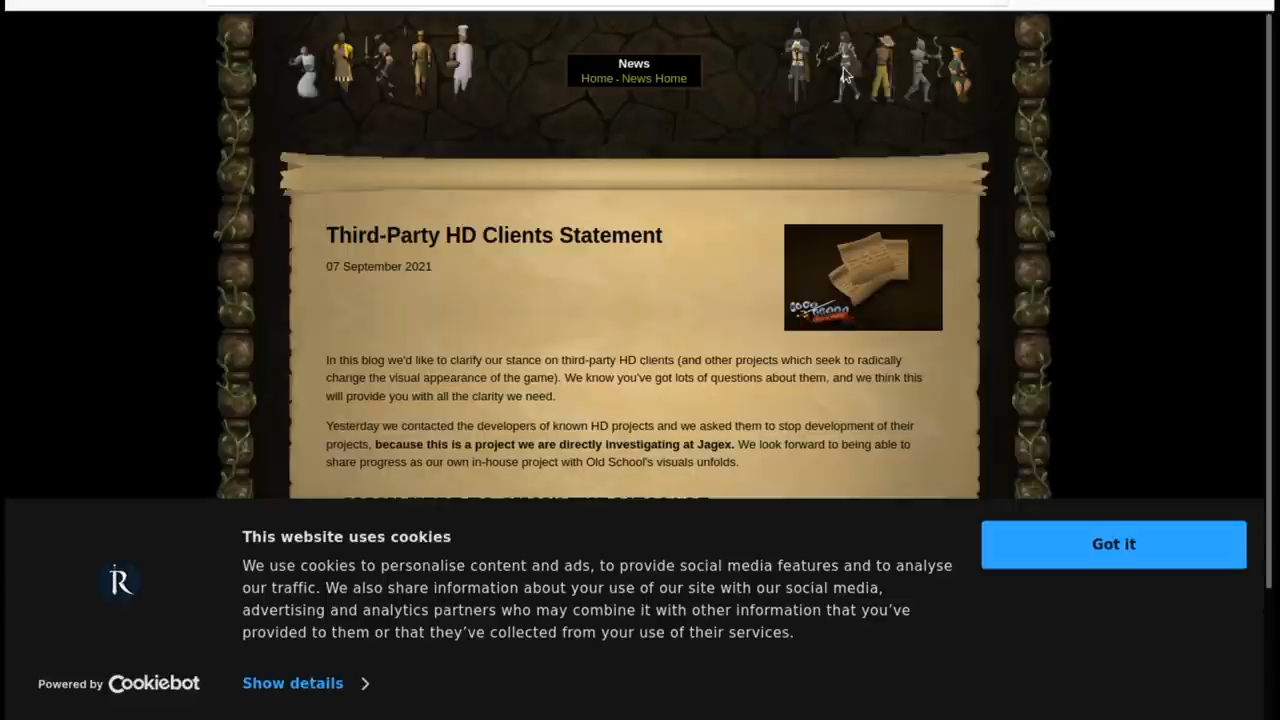 News
Home - News Home
Third-Party HD Clients Statement
07 September 2021
In this blog we'd like to clarify our stance on third-party HD clients (and other projects which seek to radically
change the visual appearance of the game). We know you've got lots of questions about them, and we think this
will provide you with all the clarity we need.
Yesterday we contacted the developers of known HD projects and we asked them to stop development of their
projects, because this is a project we are directly investigating at Jagex. We look forward to being able to
share progress as our own in-house project with Old School's visuals unfolds.
This website uses cookies
We use cookies to personalise content and ads, to provide social media features and to analyse
our traffic. We also share information about your use of our site with our social media,
advertising and analytics partners who may combine it with other information that you've
provided to them or that they've collected from your use of their services.
Got it
Powered by Cookiebot
Show details